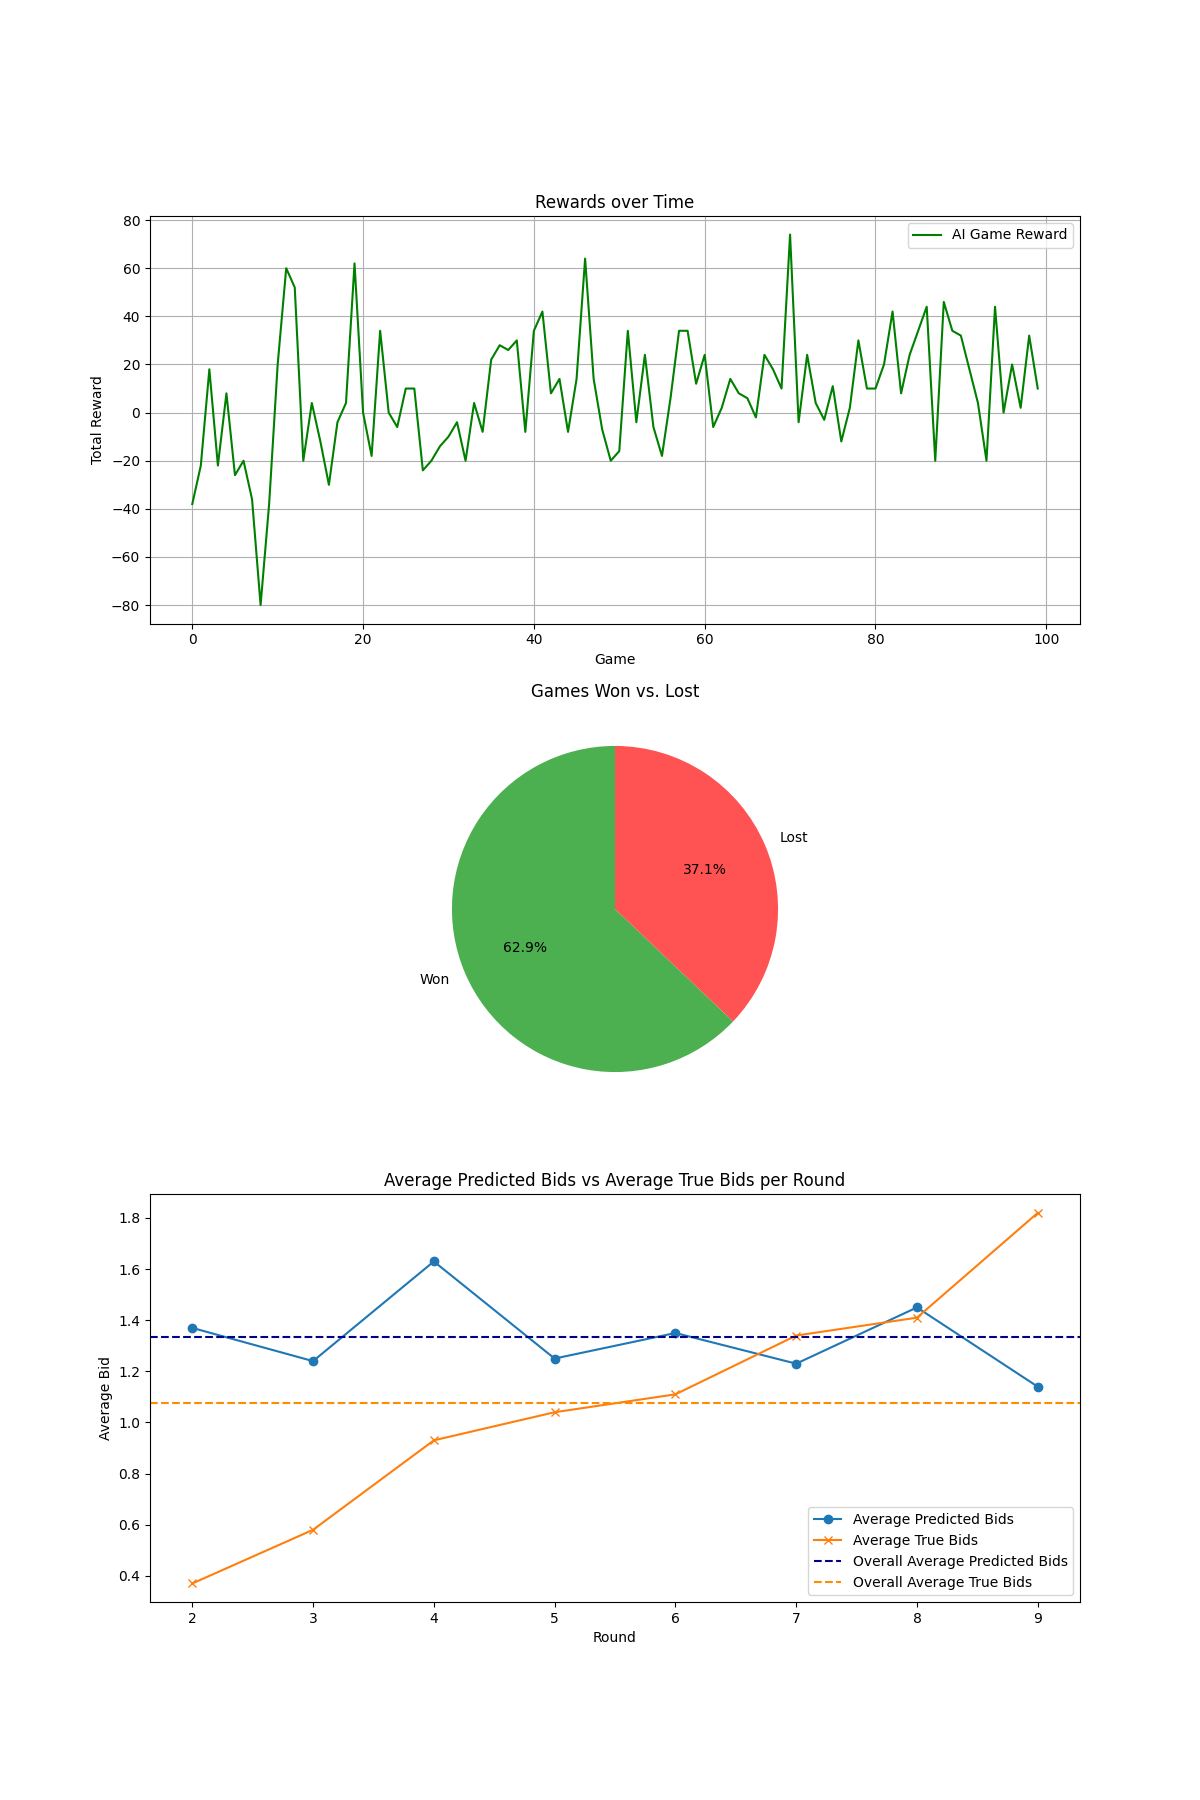 Rewards over Time
AI Game Reward
Total Reward
80
60
40
20
0
−20
−40
−60
−80
0 20 40 60 80 100
Game
Games Won vs. Lost
Lost
37.1%
62.9%
Won
Average Predicted Bids vs Average True Bids per Round
Average Bid
1.8
1.6
1.4
1.2
1.0
0.8
0.6
0.4
Average Predicted Bids
Average True Bids
Overall Average Predicted Bids
Overall Average True Bids
2 3 4 5 6 7 8 9
Round